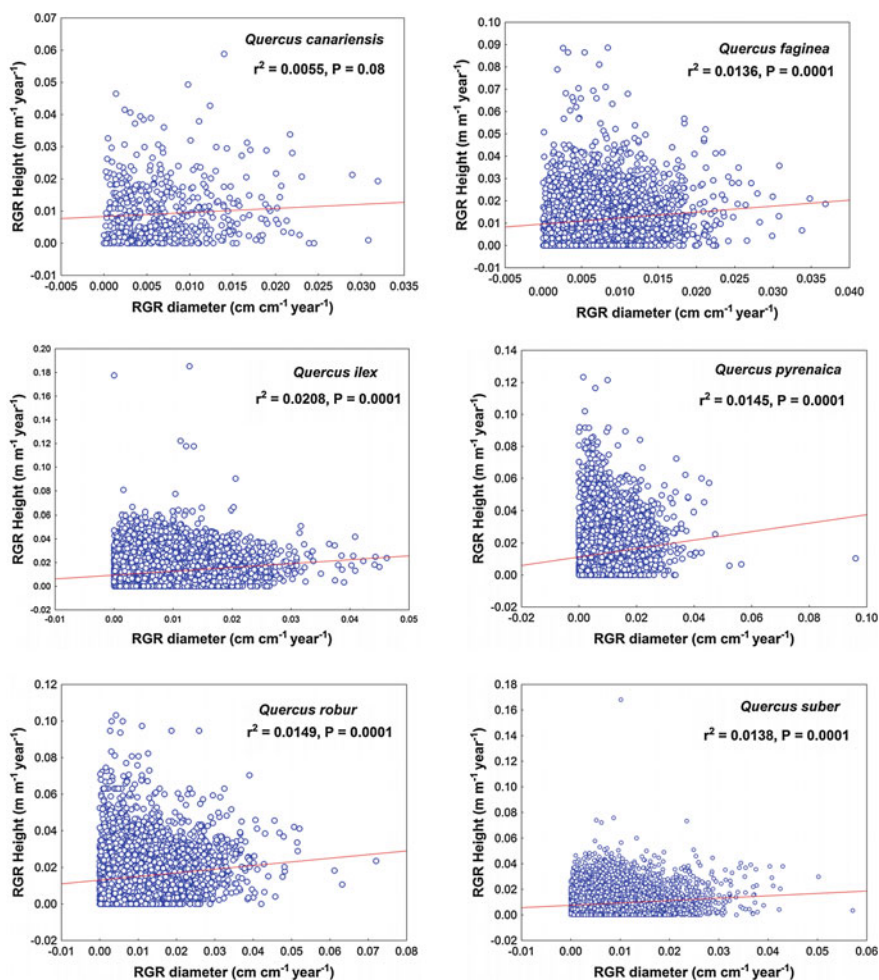 Quercus canariensis
r² = 0.0055, P = 0.08
RGR Height (m m⁻¹ year⁻¹)
0.07
0.06
0.05
0.04
0.03
0.02
0.01
0.00
-0.01
-0.005 0.000 0.005 0.010 0.015 0.020 0.025 0.030 0.035
RGR diameter (cm cm⁻¹ year⁻¹)
Quercus faginea
r² = 0.0136, P = 0.0001
RGR Height (m m⁻¹ year⁻¹)
0.10
0.09
0.08
0.07
0.06
0.05
0.04
0.03
0.02
0.01
0.00
-0.01
-0.005 0.005 0.015 0.025 0.035
0.000 0.010 0.020 0.030 0.040
RGR diameter (cm cm⁻¹ year⁻¹)
Quercus ilex
r² = 0.0208, P = 0.0001
RGR Height (m m⁻¹ year⁻¹)
0.20
0.18
0.16
0.14
0.12
0.10
0.08
0.06
0.04
0.02
0.00
-0.02
-0.01 0.00 0.01 0.02 0.03 0.04 0.05
RGR diameter (cm cm⁻¹ year⁻¹)
Quercus pyrenaica
r² = 0.0145, P = 0.0001
RGR Height (m m⁻¹ year⁻¹)
0.14
0.12
0.10
0.08
0.06
0.04
0.02
0.00
-0.02
-0.02 0.00 0.02 0.04 0.06 0.08 0.10
RGR diameter (cm cm⁻¹ year⁻¹)
Quercus robur
r² = 0.0149, P = 0.0001
RGR Height (m m⁻¹ year⁻¹)
0.12
0.10
0.08
0.06
0.04
0.02
0.00
-0.02
-0.01 0.00 0.01 0.02 0.03 0.04 0.05 0.06 0.07 0.08
RGR diameter (cm cm⁻¹ year⁻¹)
Quercus suber
r² = 0.0138, P = 0.0001
RGR Height (m m⁻¹ year⁻¹)
0.18
0.16
0.14
0.12
0.10
0.08
0.06
0.04
0.02
0.00
-0.02
-0.01 0.00 0.01 0.02 0.03 0.04 0.05 0.06
RGR diameter (cm cm⁻¹ year⁻¹)